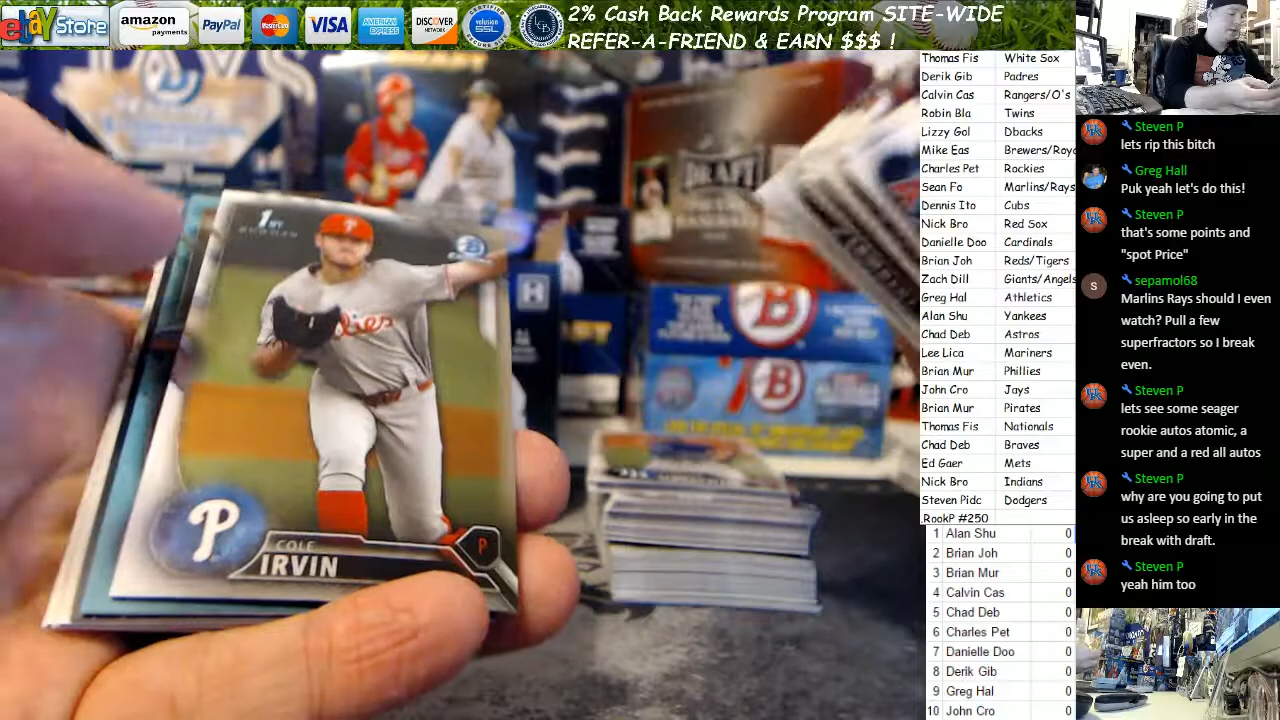 ebay Store
amazon payments
PayPal
MasterCard
VISA
AMERICAN EXPRESS
DISCOVER NETWORK
volusion SSL
2% Cash Back Rewards Program SITE-WIDE
REFER-A-FRIEND & EARN $$$ !
Thomas Fis White Sox
Derik Gib Padres
Calvin Cas Rangers/O's
Robin Bla Twins
Lizzy Gol Dbacks
Mike Eas Brewers/Roya
Charles Pet Rockies
Sean Fo Marlins/Rays
Dennis Ito Cubs
Nick Bro Red Sox
Danielle Doo Cardinals
Brian Joh Reds/Tigers
Zach Dill Giants/Angels
Greg Hal Athletics
Alan Shu Yankees
Chad Deb Astros
Lee Lica Mariners
Brian Mur Phillies
John Cro Jays
Brian Mur Pirates
Thomas Fis Nationals
Chad Deb Braves
Ed Gaer Mets
Nick Bro Indians
Steven Pidc Dodgers
.RookP #250
1 Alan Shu 0
2 Brian Joh 0
3 Brian Mur 0
4 Calvin Cas 0
5 Chad Deb 0
6 Charles Pet 0
7 Danielle Doo 0
8 Derik Gib 0
9 Greg Hal 0
10 John Cro 0
Steven P
lets rip this bitch
Greg Hall
Puk yeah let's do this!
Steven P
that's some points and
"spot Price"
S
sepamol68
Marlins Rays should I even
watch? Pull a few
superfractors so I break
even.
Steven P
lets see some seager
rookie autos atomic, a
super and a red all autos
Steven P
why are you going to put
us asleep so early in the
break with draft.
Steven P
yeah him too
1ST
BOWMAN
P
COLE
IRVIN
P
DRAFT
B
B
H